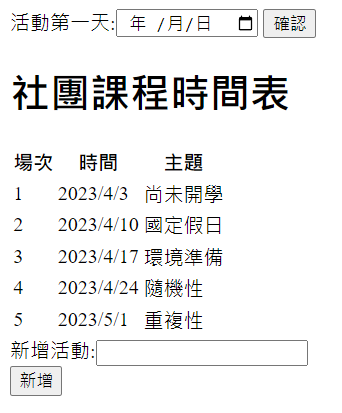 活動第一天: 年 /月/日 確認
社團課程時間表
場次 時間 主題
1 2023/4/3 尚未開學
2 2023/4/10 國定假日
3 2023/4/17 環境準備
4 2023/4/24 隨機性
5 2023/5/1 重複性
新增活動:
新增